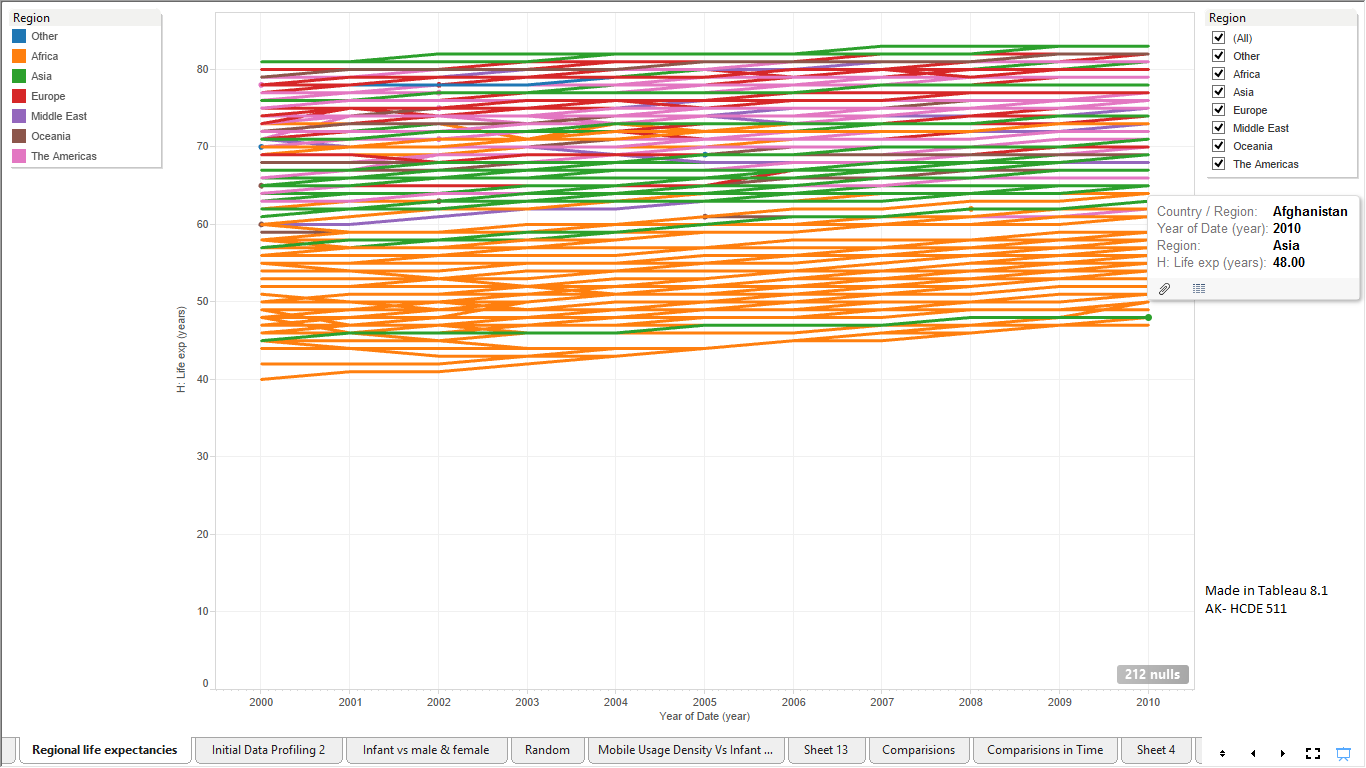 Region
Other
Africa
Asia
Europe
Middle East
Oceania
The Americas
H: Life exp (years)
80
70
60
50
40
30
20
10
0
2000 2001 2002 2003 2004 2005 2006 2007 2008 2009 2010
Year of Date (year)
212 nulls
Region
(All)
Other
Africa
Asia
Europe
Middle East
Oceania
The Americas
Country / Region: Afghanistan
Year of Date (year): 2010
Region: Asia
H: Life exp (years): 48.00
Made in Tableau 8.1
AK- HCDE 511
Regional life expectancies Initial Data Profiling 2 Infant vs male & female Random Mobile Usage Density Vs Infant ... Sheet 13 Comparisions Comparisions in Time Sheet 4